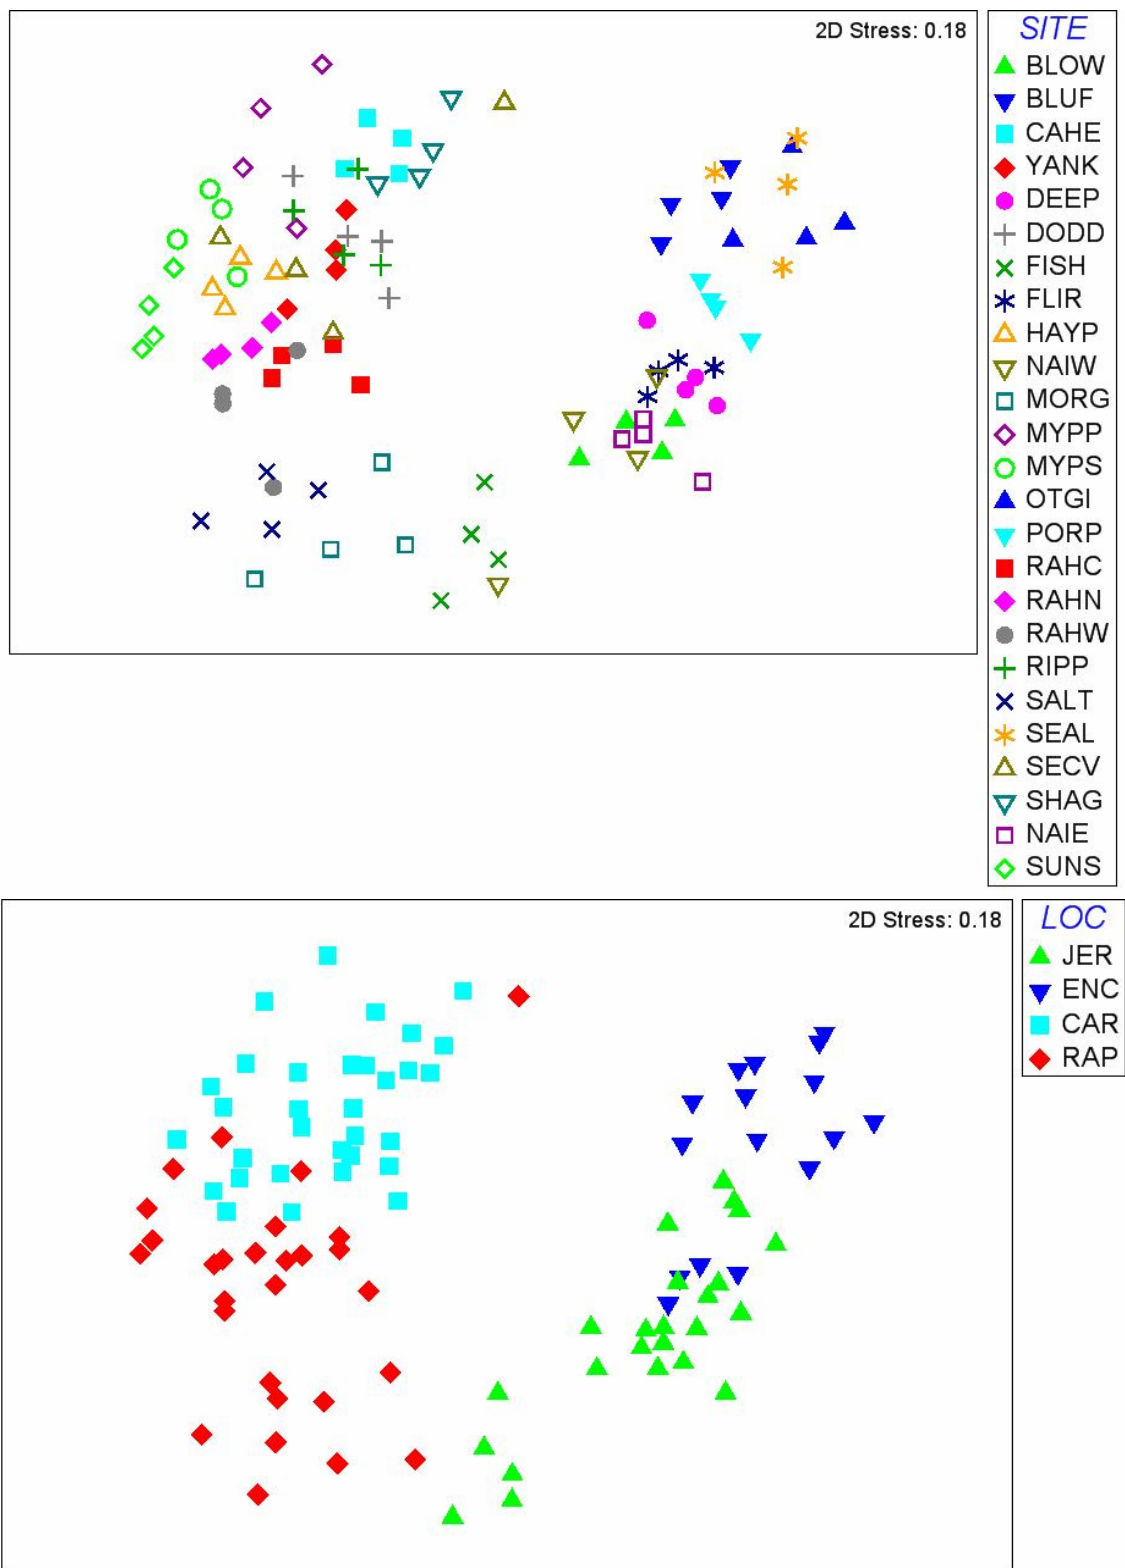 2D Stress: 0.18
SITE
BLOW
BLUF
CAHE
YANK
DEEP
DODD
FISH
FLIR
HAYP
NAIW
MORG
MYPP
MYPS
OTGI
PORP
RAHC
RAHN
RAHW
RIPP
SALT
SEAL
SECV
SHAG
NAIE
SUNS
2D Stress: 0.18
LOC
JER
ENC
CAR
RAP